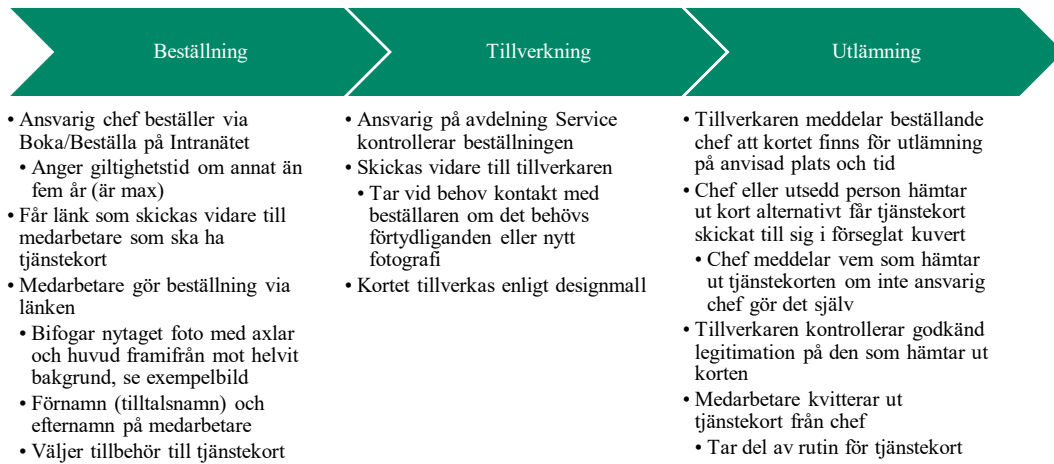 Beställning
• Ansvarig chef beställer via
Boka/Beställa på Intranätet
• Anger giltighetstid om annat än
fem år (är max)
• Får länk som skickas vidare till
medarbetare som ska ha
tjänstekort
• Medarbetare gör beställning via
länken
• Bifogar nytaget foto med axlar
och huvud framifrån mot helvit
bakgrund, se exempelbild
• Förnamn (tilltalsnamn) och
efternamn på medarbetare
• Väljer tillbehör till tjänstekort
Tillverkning
• Ansvarig på avdelning Service
kontrollerar beställningen
• Skickas vidare till tillverkaren
• Tar vid behov kontakt med
beställaren om det behövs
förtydliganden eller nytt
fotografi
• Kortet tillverkas enligt designmall
Utlämning
• Tillverkaren meddelar beställande
chef att kortet finns för utlämning
på anvisad plats och tid
• Chef eller utsedd person hämtar
ut kort alternativt får tjänstekort
skickat till sig i förseglat kuvert
• Chef meddelar vem som hämtar
ut tjänstekorten om inte ansvarig
chef gör det själv
• Tillverkaren kontrollerar godkänd
legitimation på den som hämtar ut
korten
• Medarbetare kvitterar ut
tjänstekort från chef
• Tar del av rutin för tjänstekort